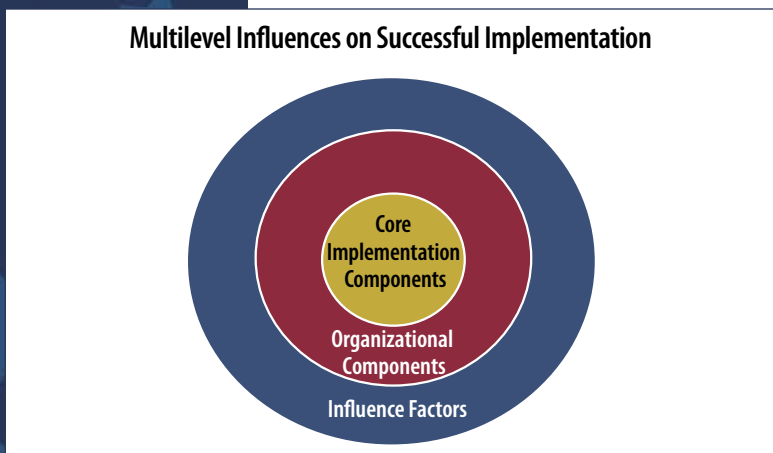 Multilevel Influences on Successful Implementation
Core
Implementation
Components
Organizational
Components
Influence Factors